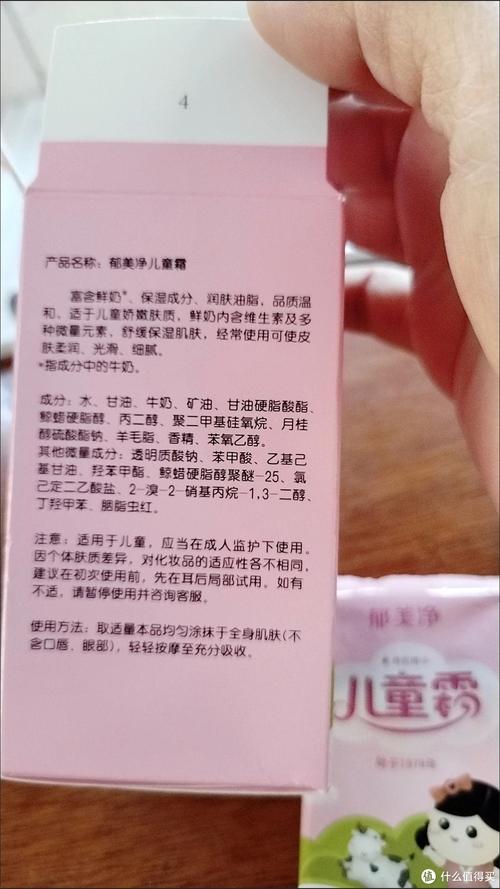 4
产品名称：郁美净儿童霜
富含鲜奶*、保湿成分、润肤油脂，品质温
和，适于儿童娇嫩肤质，鲜奶内含维生素及多
种微量元素，舒缓保湿肌肤，经常使用可使皮
肤柔润、光滑、细腻。
*指成分中的牛奶。
成分：水、甘油、牛奶、矿油、甘油硬脂酸酯、
鲸蜡硬脂醇、丙二醇、聚二甲基硅氧烷、月桂
醇硫酸酯钠、羊毛脂、香精、苯氧乙醇。
其他微量成分：透明质酸钠、苯甲酸、乙基己
基甘油、羟苯甲酯、鲸蜡硬脂醇聚醚-25、氯
己定二乙酸盐、2-溴-2-硝基丙烷-1,3-二醇、
丁羟甲苯、胭脂虫红。
注意：适用于儿童，应当在成人监护下使用。
因个体肤质差异，对化妆品的适应性各不相同，
建议在初次使用前，先在耳后局部试用。如有
不适，请暂停使用并咨询客服。
使用方法：取适量本品均匀涂抹于全身肌肤(不
含口唇、眼部)，轻轻按摩至充分吸收。
郁美净
儿童霜
值 什么值得买